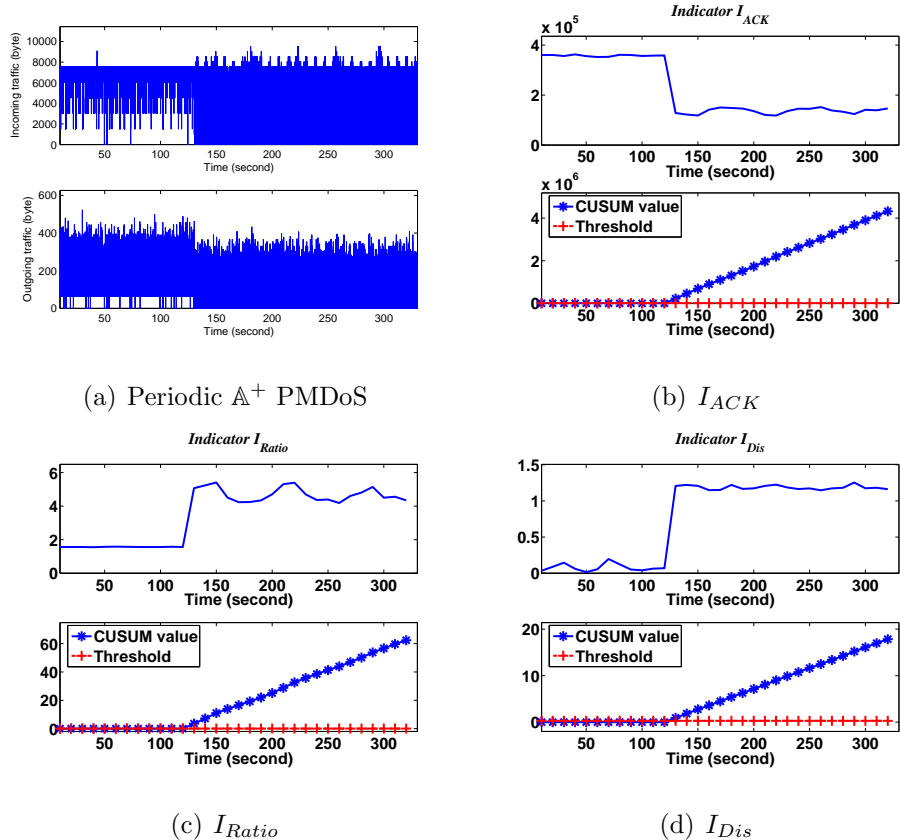 Incoming traffic (byte)
10000
8000
6000
4000
2000
0
50 100 150 200 250 300
Time (second)
Outgoing traffic (byte)
600
400
200
0
50 100 150 200 250 300
Time (second)
(a) Periodic 𝔸⁺ PMDoS
Indicator I_ACK
x 10⁵
4
2
0
50 100 150 200 250 300
Time (second)
x 10⁶
4
2
0
CUSUM value
Threshold
50 100 150 200 250 300
Time (second)
(b) I_ACK
Indicator I_Ratio
6
4
2
0
50 100 150 200 250 300
Time (second)
60
40
20
0
CUSUM value
Threshold
50 100 150 200 250 300
Time (second)
(c) I_Ratio
Indicator I_Dis
1.5
1
0.5
0
50 100 150 200 250 300
Time (second)
20
10
0
CUSUM value
Threshold
50 100 150 200 250 300
Time (second)
(d) I_Dis